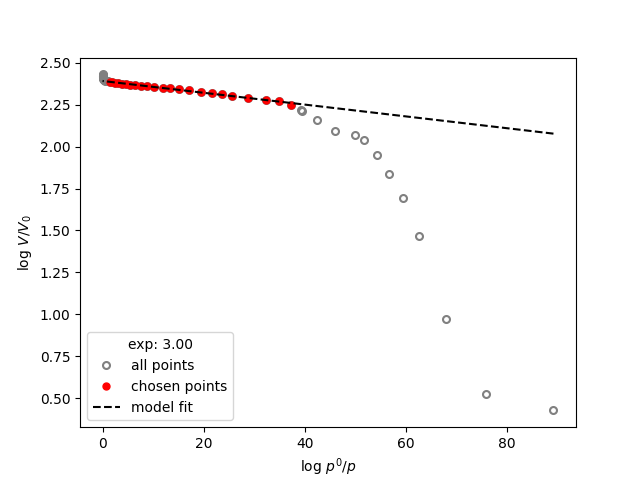 2.50
2.25
2.00
1.75
1.50
1.25
1.00
0.75
0.50
log V/V₀
exp: 3.00
all points
chosen points
model fit
0 20 40 60 80
log p⁰/p